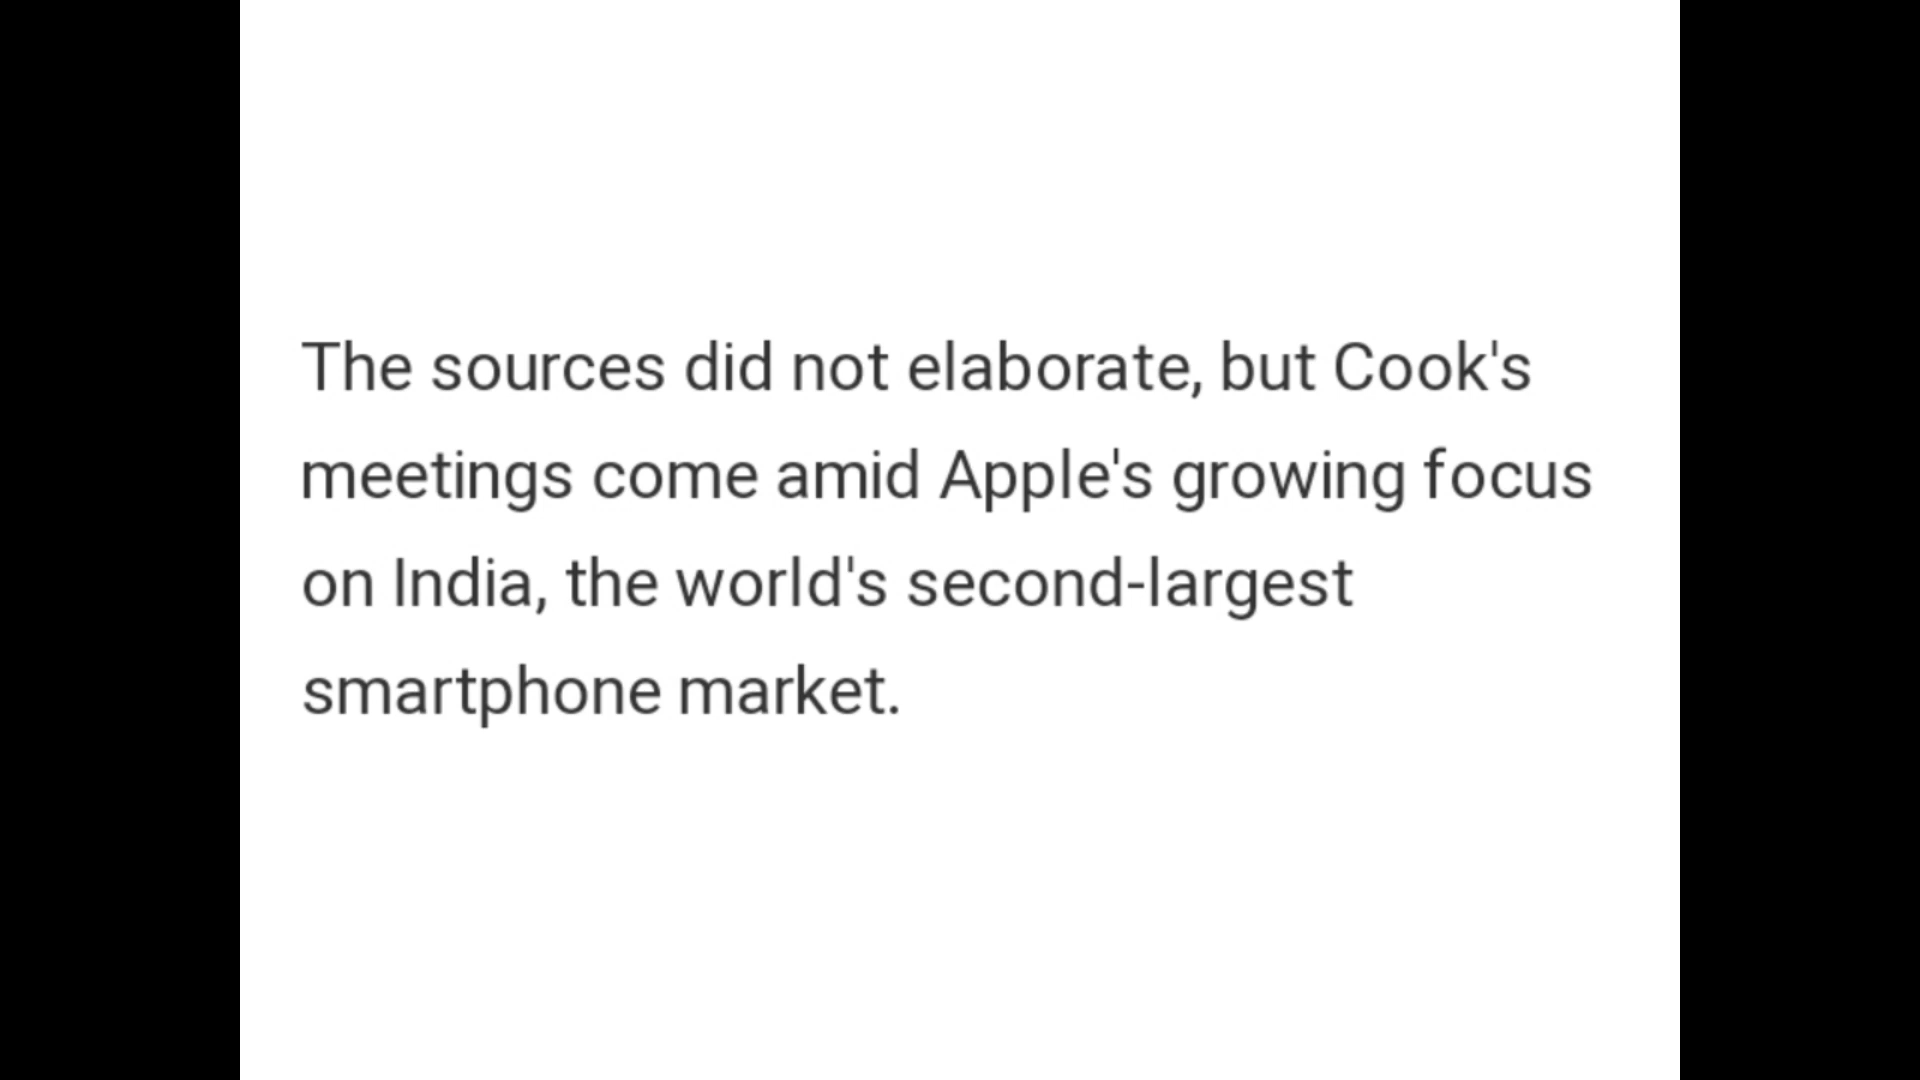 The sources did not elaborate, but Cook's
meetings come amid Apple's growing focus
on India, the world's second-largest
smartphone market.